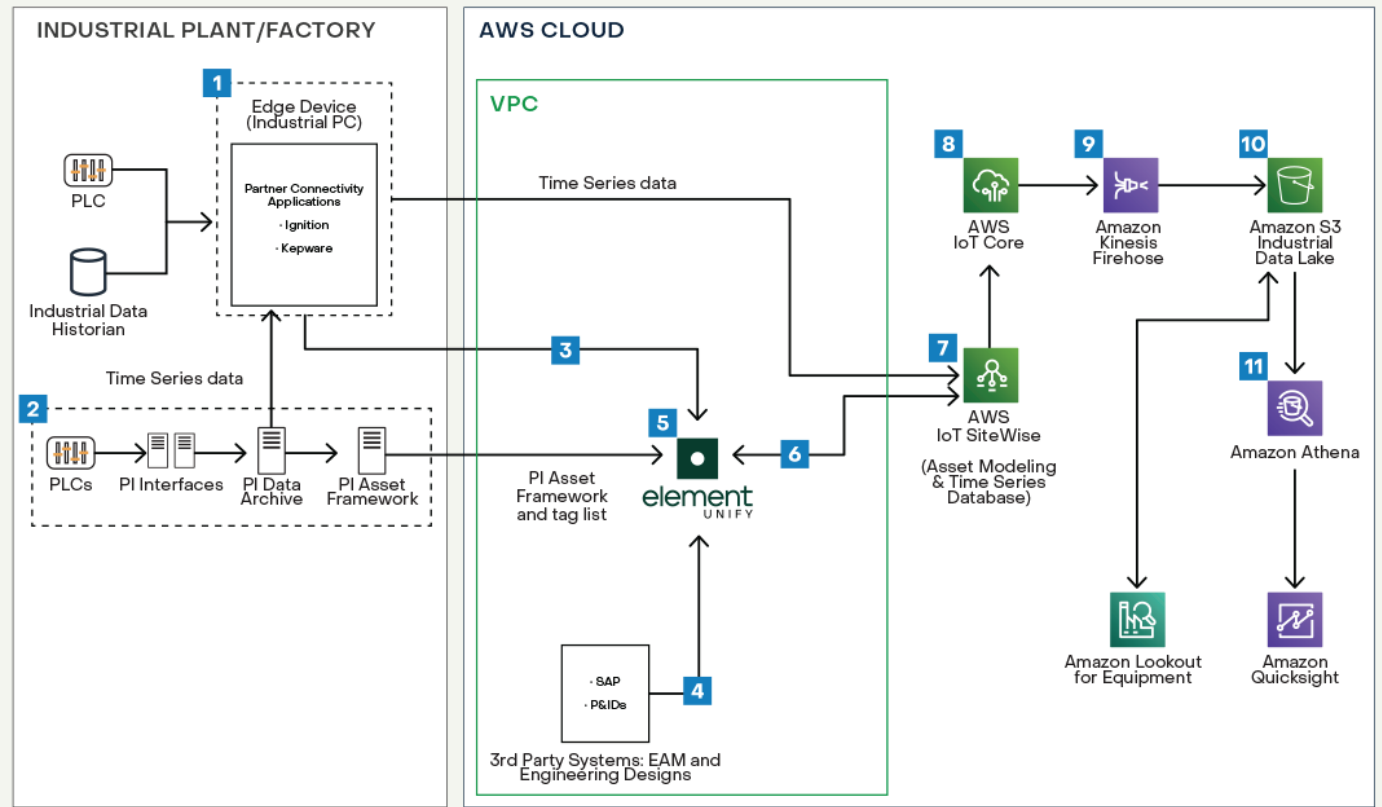 INDUSTRIAL PLANT/FACTORY
1
Edge Device
(Industrial PC)
Partner Connectivity
Applications
· Ignition
· Kepware
PLC
Industrial Data
Historian
Time Series data
2
PLCs
PI Interfaces
PI Data
Archive
PI Asset
Framework
AWS CLOUD
VPC
Time Series data
3
5
element
UNIFY
6
PI Asset
Framework
and tag list
4
· SAP
· P&IDs
3rd Party Systems: EAM and
Engineering Designs
7
AWS
IoT SiteWise
(Asset Modeling
& Time Series
Database)
8
AWS
IoT Core
9
Amazon
Kinesis
Firehose
10
Amazon S3
Industrial
Data Lake
11
Amazon Athena
Amazon Lookout
for Equipment
Amazon
Quicksight